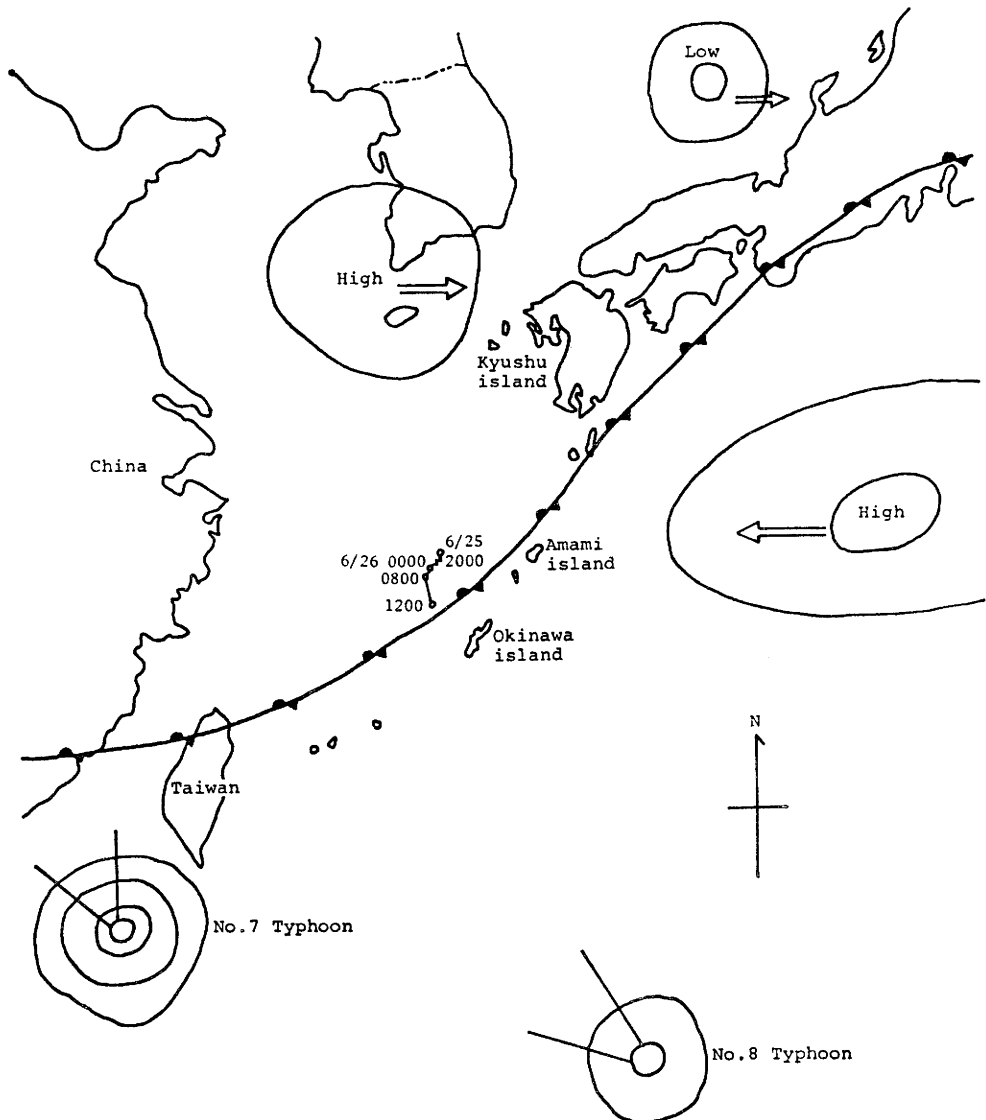 Low
High
Kyushu
island
China
High
6/25
6/26 0000
2000
0800
Amami
island
1200
Okinawa
island
N
Taiwan
No.7 Typhoon
No.8 Typhoon